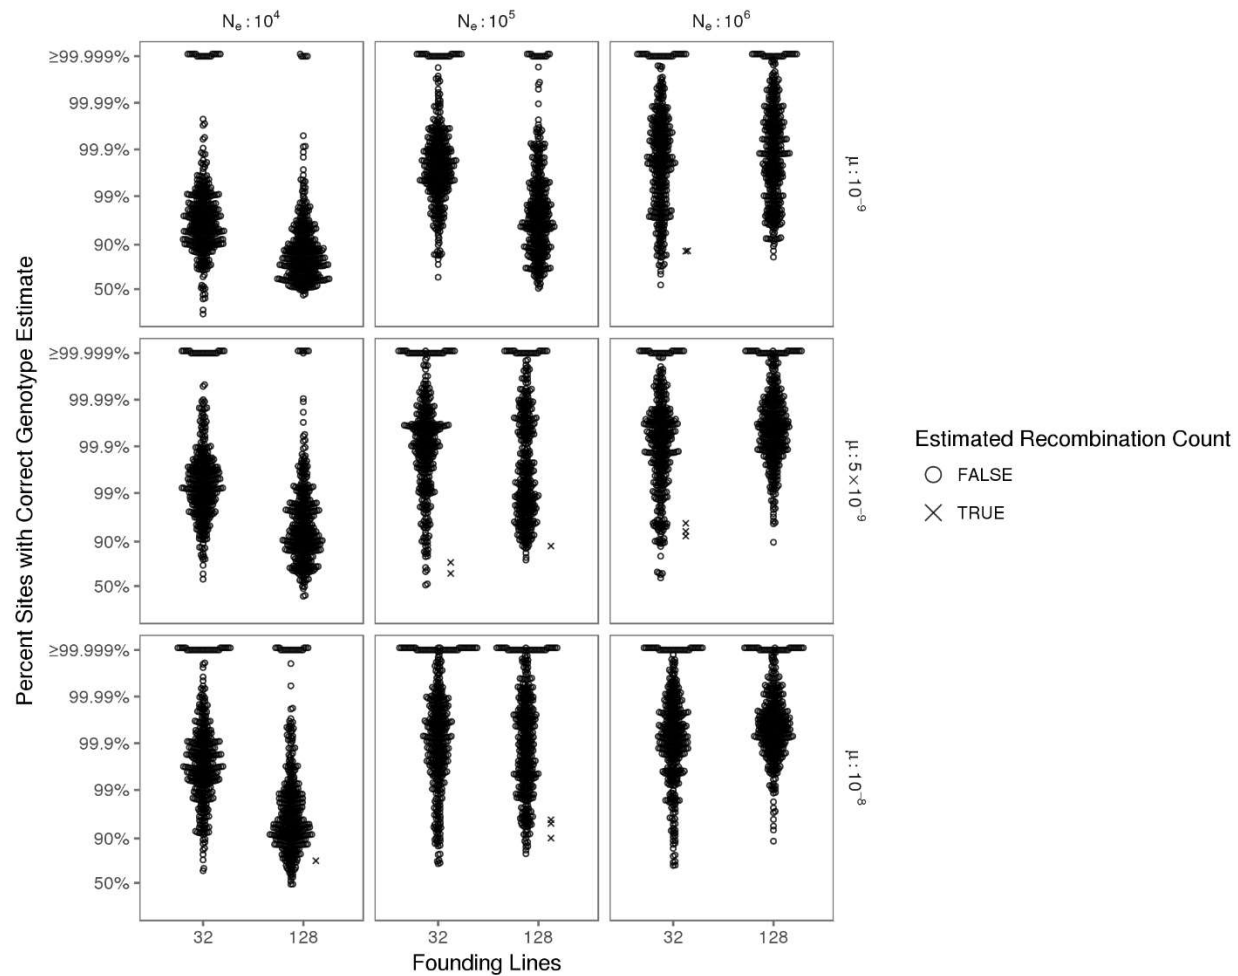 Nₑ : 10⁴
Nₑ : 10⁵
Nₑ : 10⁶
Percent Sites with Correct Genotype Estimate
≥99.999%
99.99%
99.9%
99%
90%
50%
μ : 10⁻⁹
≥99.999%
99.99%
99.9%
99%
90%
50%
μ : 5 × 10⁻⁹
≥99.999%
99.99%
99.9%
99%
90%
50%
μ : 10⁻⁸
32
128
32
128
32
128
Founding Lines
Estimated Recombination Count
FALSE
TRUE